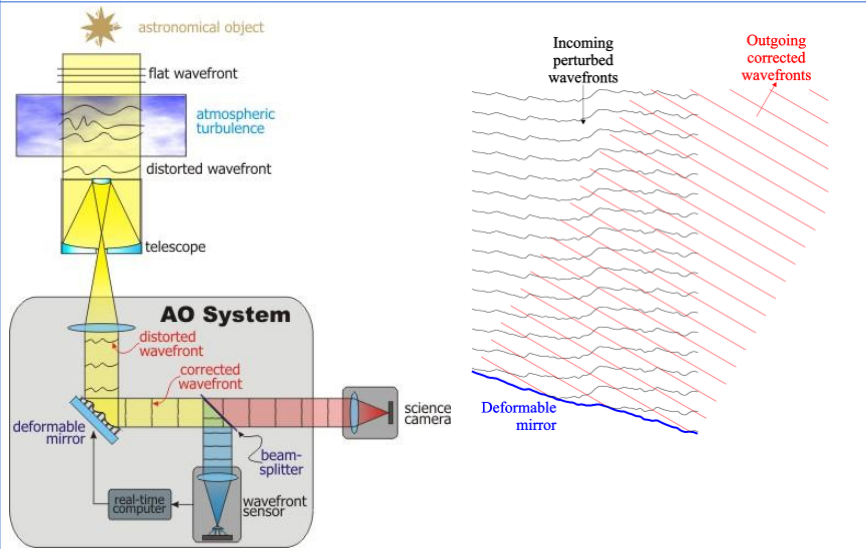 astronomical object
flat wavefront
atmospheric
turbulence
distorted wavefront
telescope
AO System
distorted
wavefront
corrected
wavefront
deformable
mirror
science
camera
beam-
splitter
real-time
computer
wavefront
sensor
Incoming
perturbed
wavefronts
Outgoing
corrected
wavefronts
Deformable
mirror